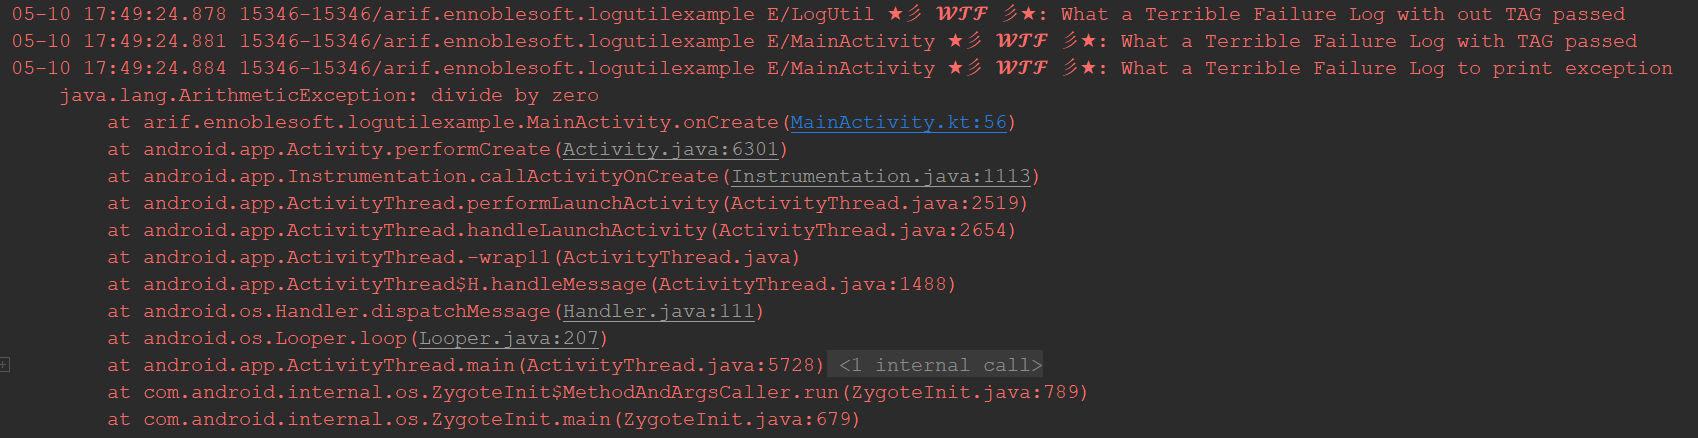 05-10 17:49:24.878 15346-15346/arif.ennoblesoft.logutilexample E/LogUtil ★彡 𝓦𝓣𝓕 彡★: What a Terrible Failure Log with out TAG passed
05-10 17:49:24.881 15346-15346/arif.ennoblesoft.logutilexample E/MainActivity ★彡 𝓦𝓣𝓕 彡★: What a Terrible Failure Log with TAG passed
05-10 17:49:24.884 15346-15346/arif.ennoblesoft.logutilexample E/MainActivity ★彡 𝓦𝓣𝓕 彡★: What a Terrible Failure Log to print exception
java.lang.ArithmeticException: divide by zero
at arif.ennoblesoft.logutilexample.MainActivity.onCreate(MainActivity.kt:56)
at android.app.Activity.performCreate(Activity.java:6301)
at android.app.Instrumentation.callActivityOnCreate(Instrumentation.java:1113)
at android.app.ActivityThread.performLaunchActivity(ActivityThread.java:2519)
at android.app.ActivityThread.handleLaunchActivity(ActivityThread.java:2654)
at android.app.ActivityThread.-wrap11(ActivityThread.java)
at android.app.ActivityThread$H.handleMessage(ActivityThread.java:1488)
at android.os.Handler.dispatchMessage(Handler.java:111)
at android.os.Looper.loop(Looper.java:207)
at android.app.ActivityThread.main(ActivityThread.java:5728) <1 internal call>
at com.android.internal.os.ZygoteInit$MethodAndArgsCaller.run(ZygoteInit.java:789)
at com.android.internal.os.ZygoteInit.main(ZygoteInit.java:679)